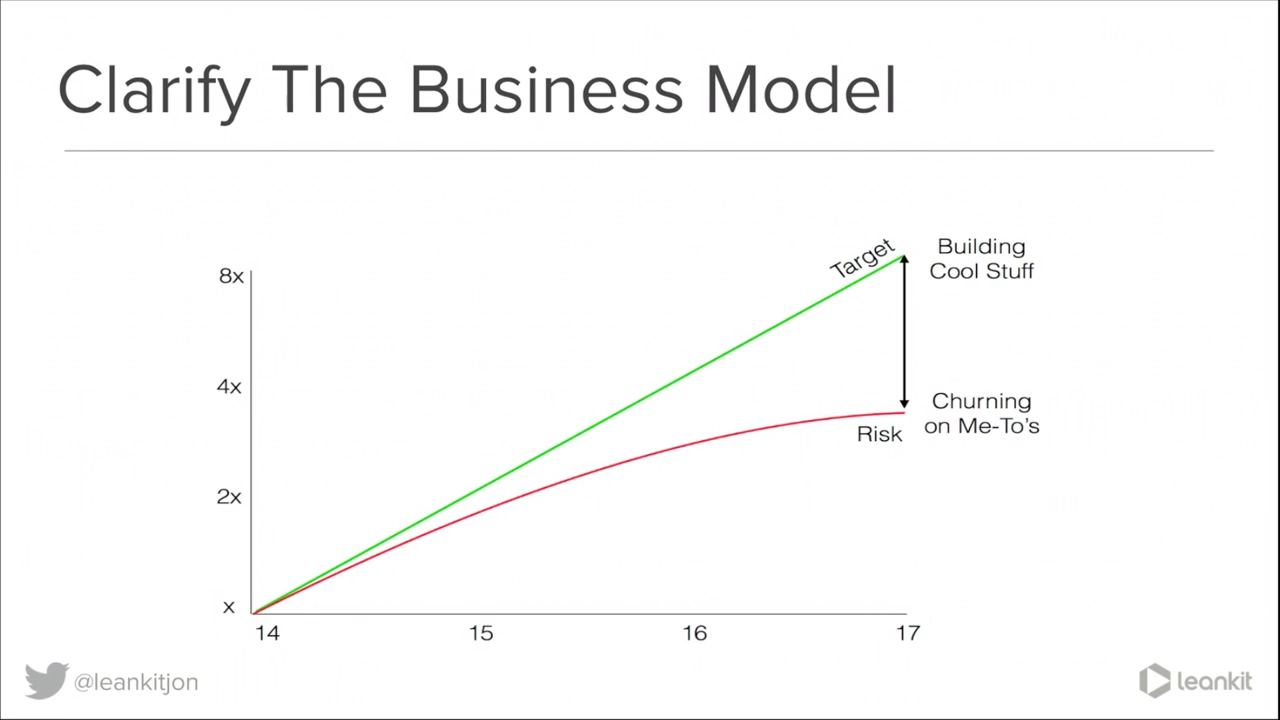 Clarify The Business Model
Target
Building
Cool Stuff
8x
4x
Churning
on Me-To's
Risk
2x
x
14 15 16 17
@leankitjon
leankit